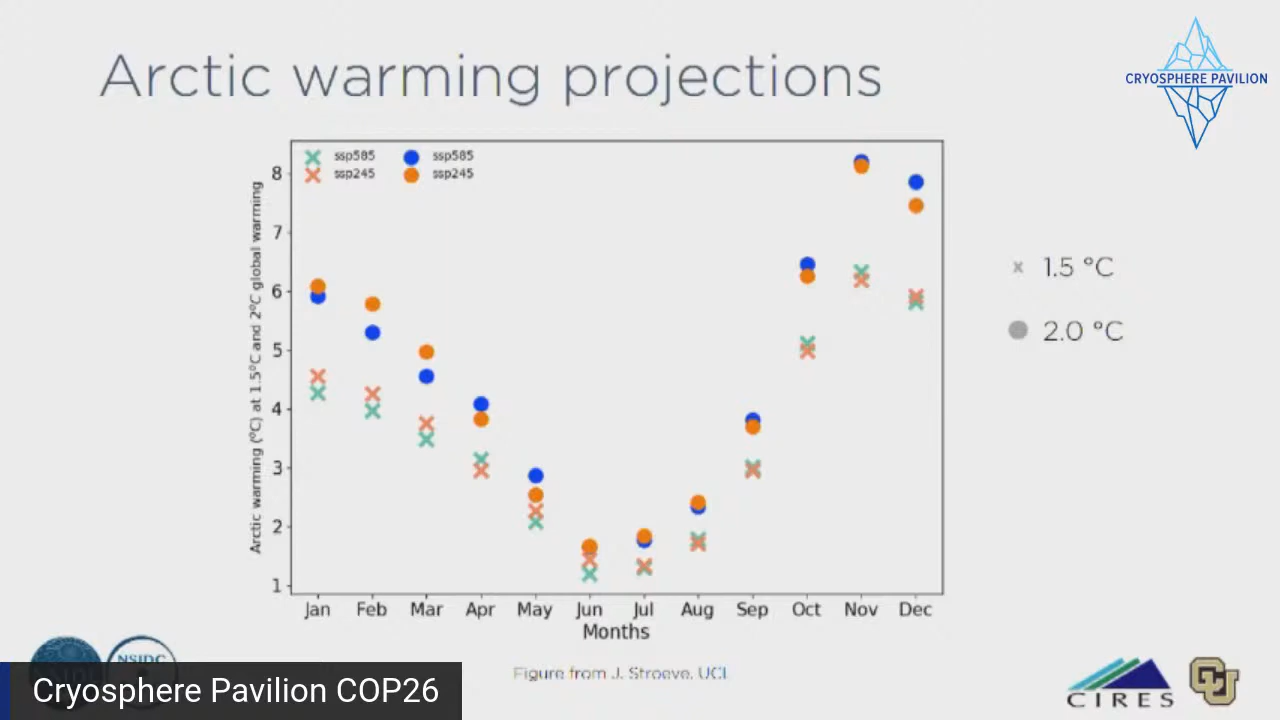 Arctic warming projections
CRYOSPHERE PAVILION
ssp585 ssp585
ssp245 ssp245
Arctic warming (°C) at 1.5°C and 2°C global warming
8
7
6
5
4
3
2
1
Jan Feb Mar Apr May Jun Jul Aug Sep Oct Nov Dec
Months
x 1.5 °C
2.0 °C
Figure from J. Stroeve, UCL
NSIDC
Cryosphere Pavilion COP26
CIRES
CU